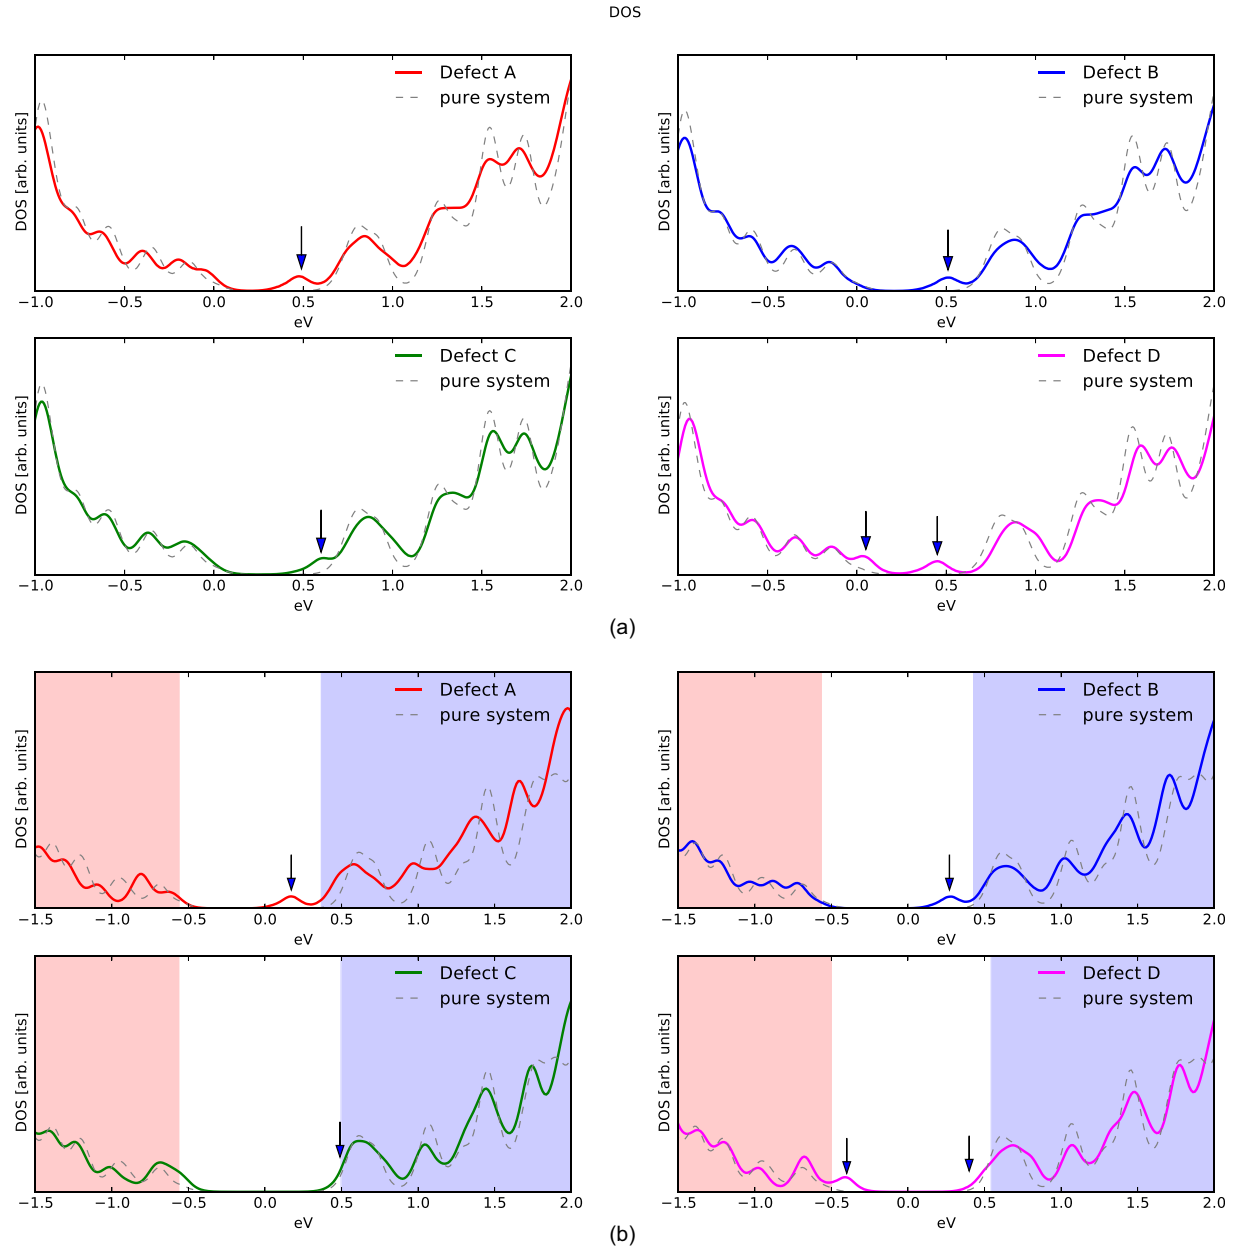 DOS
DOS [arb. units]
Defect A
pure system
−1.0 −0.5 0.0 0.5 1.0 1.5 2.0
eV
DOS [arb. units]
Defect B
pure system
−1.0 −0.5 0.0 0.5 1.0 1.5 2.0
eV
DOS [arb. units]
Defect C
pure system
−1.0 −0.5 0.0 0.5 1.0 1.5 2.0
eV
DOS [arb. units]
Defect D
pure system
−1.0 −0.5 0.0 0.5 1.0 1.5 2.0
eV
(a)
DOS [arb. units]
Defect A
pure system
−1.5 −1.0 −0.5 0.0 0.5 1.0 1.5 2.0
eV
DOS [arb. units]
Defect B
pure system
−1.5 −1.0 −0.5 0.0 0.5 1.0 1.5 2.0
eV
DOS [arb. units]
Defect C
pure system
−1.5 −1.0 −0.5 0.0 0.5 1.0 1.5 2.0
eV
DOS [arb. units]
Defect D
pure system
−1.5 −1.0 −0.5 0.0 0.5 1.0 1.5 2.0
eV
(b)